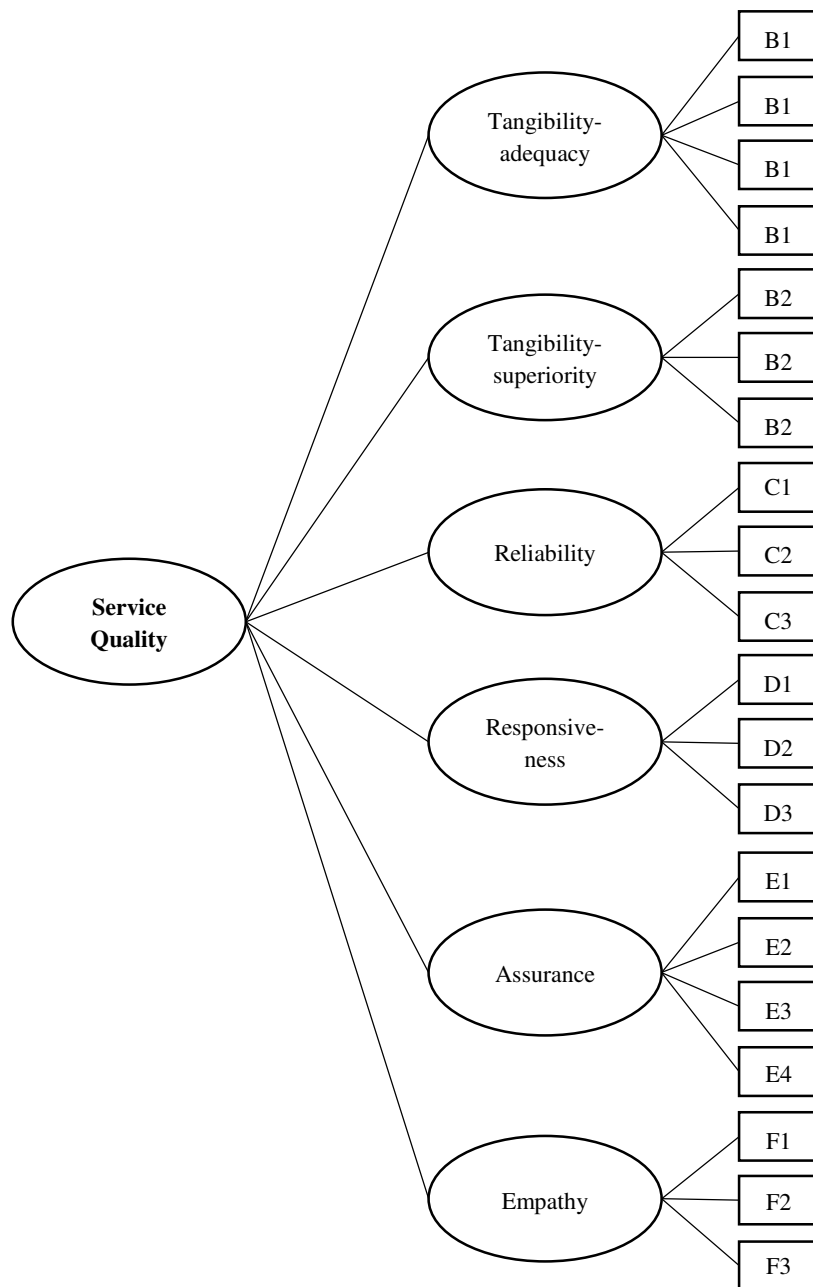 Service
Quality
Tangibility-
adequacy
B1
B1
B1
B1
Tangibility-
superiority
B2
B2
B2
Reliability
C1
C2
C3
Responsive-
ness
D1
D2
D3
Assurance
E1
E2
E3
E4
Empathy
F1
F2
F3